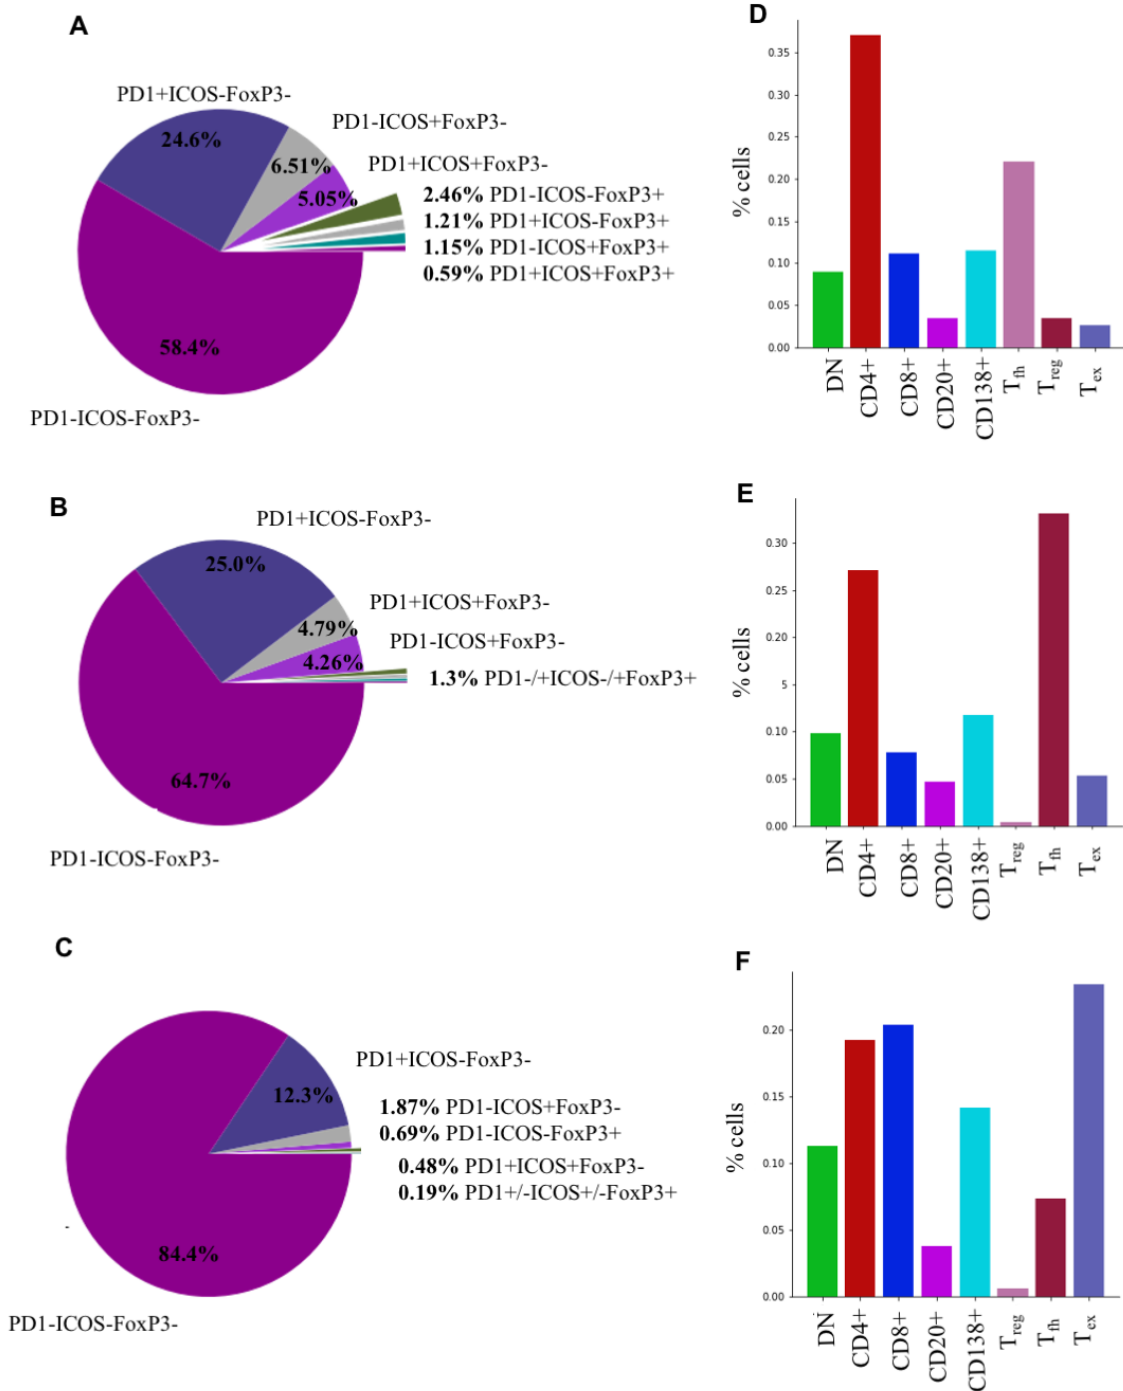 A
PD1+ICOS-FoxP3-
24.6%
PD1-ICOS+FoxP3-
6.51%
PD1+ICOS+FoxP3-
5.05%
2.46% PD1-ICOS-FoxP3+
1.21% PD1+ICOS-FoxP3+
1.15% PD1-ICOS+FoxP3+
0.59% PD1+ICOS+FoxP3+
58.4%
PD1-ICOS-FoxP3-
D
% cells
0.35
0.30
0.25
0.20
0.15
0.10
0.05
0.00
DN CD4+ CD8+ CD20+ CD138+ Tfh Treg Tex
B
PD1+ICOS-FoxP3-
25.0%
PD1+ICOS+FoxP3-
4.79%
PD1-ICOS+FoxP3-
4.26%
1.3% PD1-/+ICOS-/+FoxP3+
64.7%
PD1-ICOS-FoxP3-
E
% cells
0.30
0.25
0.20
5
0.10
0.05
0.00
DN CD4+ CD8+ CD20+ CD138+ Treg Tfh Tex
C
PD1+ICOS-FoxP3-
12.3%
1.87% PD1-ICOS+FoxP3-
0.69% PD1-ICOS-FoxP3+
0.48% PD1+ICOS+FoxP3-
0.19% PD1+/-ICOS+/-FoxP3+
-
84.4%
PD1-ICOS-FoxP3-
F
% cells
0.20
0.15
0.10
0.05
0.00
DN CD4+ CD8+ CD20+ CD138+ Treg Tfh Tex